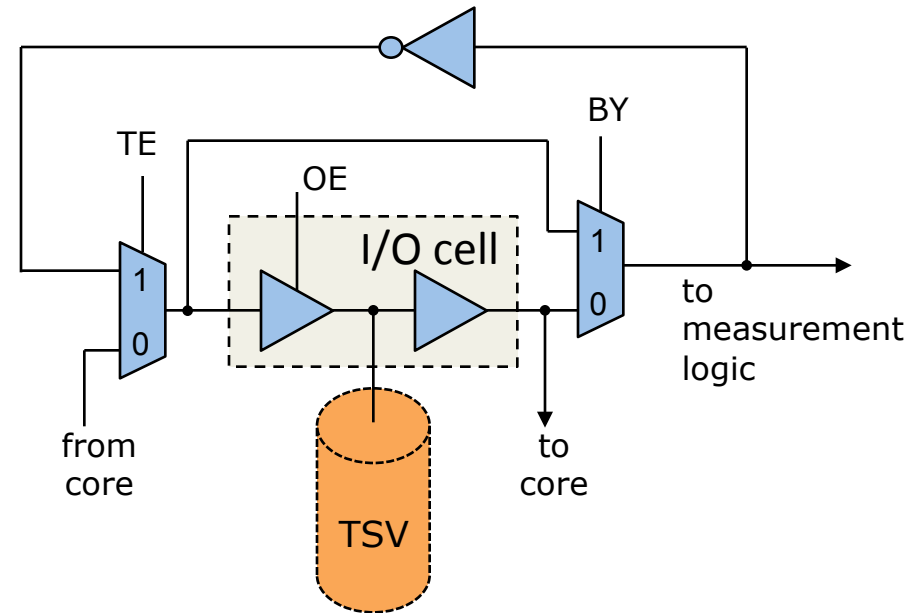 BY
TE
OE
I/O cell
1
0
1
0
to
measurement
logic
from
core
to
core
TSV